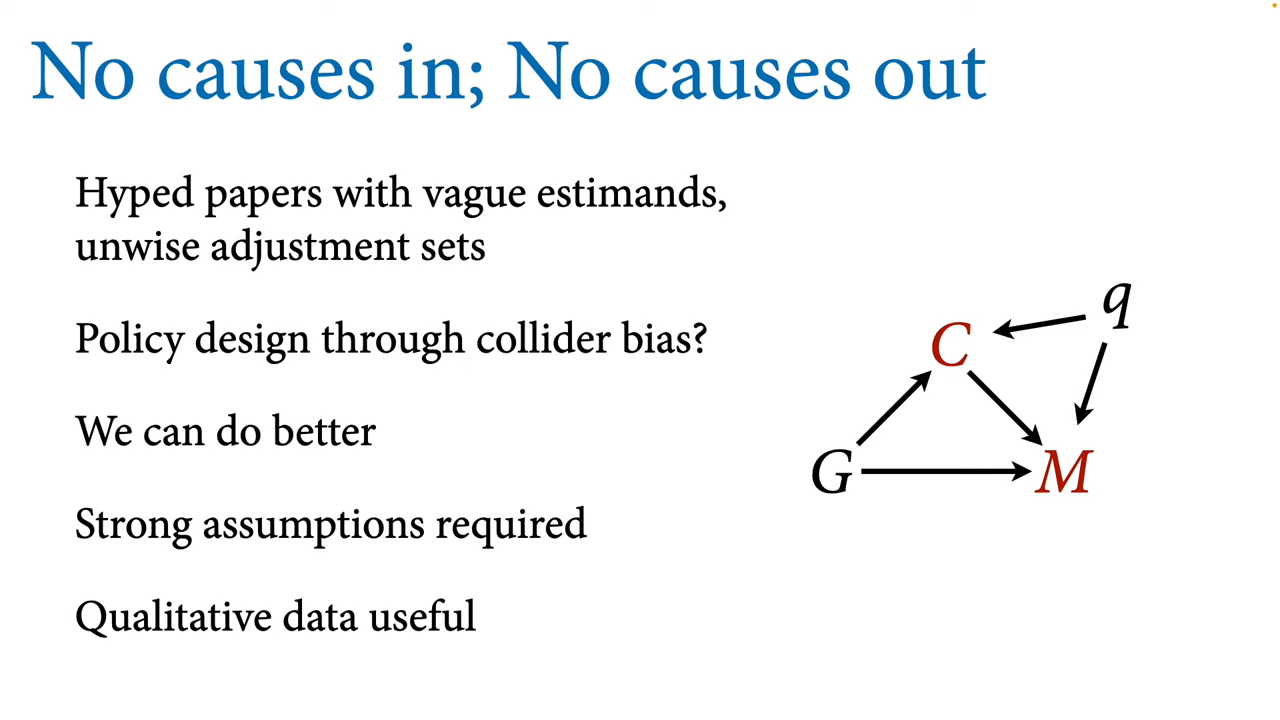 No causes in; No causes out
Hyped papers with vague estimands,
unwise adjustment sets
Policy design through collider bias?
We can do better
Strong assumptions required
Qualitative data useful
q
C
G
M